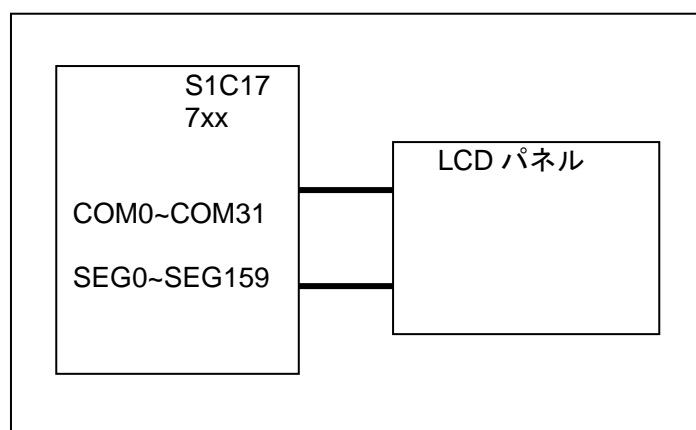 S1C17
7xx
LCD パネル
COM0~COM31
SEG0~SEG159